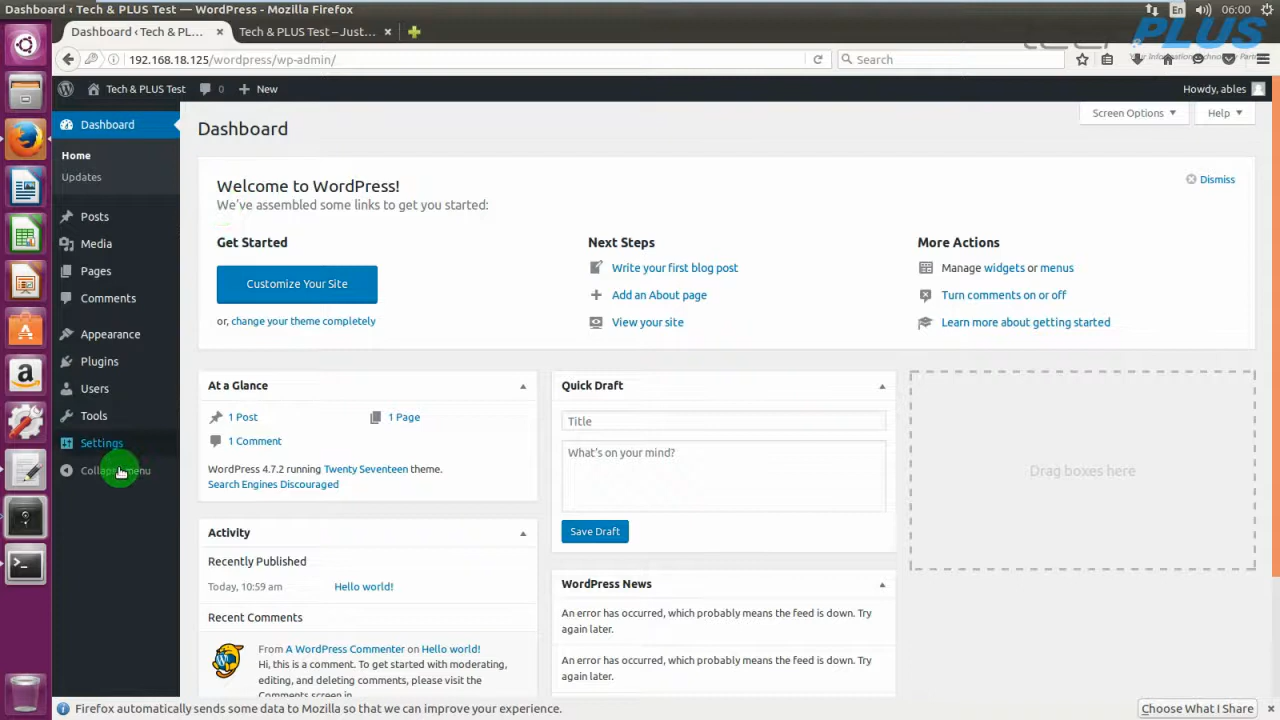 Dashboard ‹ Tech & PLUS Test — WordPress - Mozilla Firefox
En
06:00
Dashboard ‹ Tech & PL... ×
Tech & PLUS Test – Just... ×
PLUS
192.168.18.125/wordpress/wp-admin/
Search
Tech & PLUS Test
0
New
Howdy, ables
Dashboard
Home
Updates
Posts
Media
Pages
Comments
Appearance
Plugins
Users
Tools
Settings
Collapse menu
Screen Options
Help
Dashboard
Welcome to WordPress!
We've assembled some links to get you started:
Dismiss
Get Started
Customize Your Site
or, change your theme completely
Next Steps
Write your first blog post
Add an About page
View your site
More Actions
Manage widgets or menus
Turn comments on or off
Learn more about getting started
At a Glance
1 Post
1 Page
1 Comment
WordPress 4.7.2 running Twenty Seventeen theme.
Search Engines Discouraged
Activity
Recently Published
Today, 10:59 am
Hello world!
Recent Comments
From A WordPress Commenter on Hello world!
Hi, this is a comment. To get started with moderating,
editing, and deleting comments, please visit the
Comments screen in
Quick Draft
Title
What's on your mind?
Save Draft
WordPress News
An error has occurred, which probably means the feed is down. Try
again later.
An error has occurred, which probably means the feed is down. Try
again later.
Drag boxes here
Firefox automatically sends some data to Mozilla so that we can improve your experience.
Choose What I Share
×